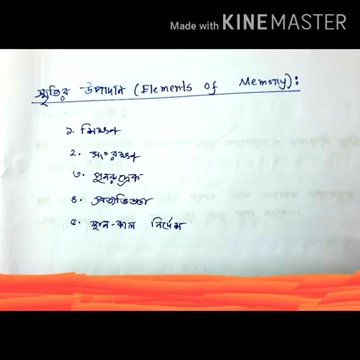 Made with KINEMASTER
স্মৃতির উপাদান (Elements of Memory):
১. শিক্ষণ
২. সংরক্ষণ
৩. পুনরুদ্রেক
৪. প্রত্যভিজ্ঞা
৫. স্থান-কাল নির্দেশ